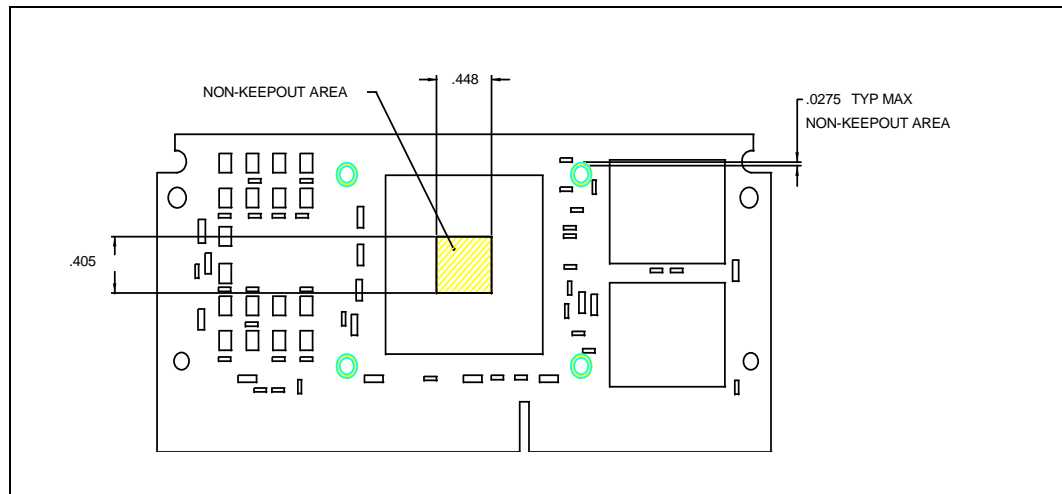 .448
NON-KEEPOUT AREA
.0275 TYP MAX
NON-KEEPOUT AREA
.405